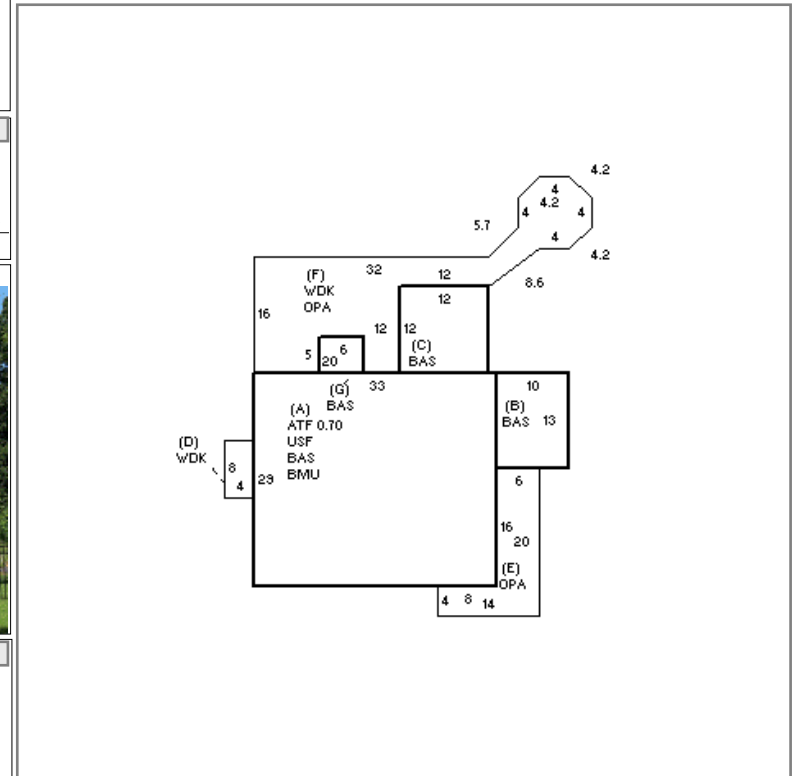 4.2
4
4.2
4
4
5.7
4
4.2
32
12
8.6
(F)
WDK
OPA
12
16
12
12
5
6
20
(C)
BAS
33
10
(G)
BAS
(A)
ATF 0.70
USF
BAS
BMU
(B)
BAS
13
(D)
WDK
8
4
29
6
16
20
(E)
OPA
4
8
14